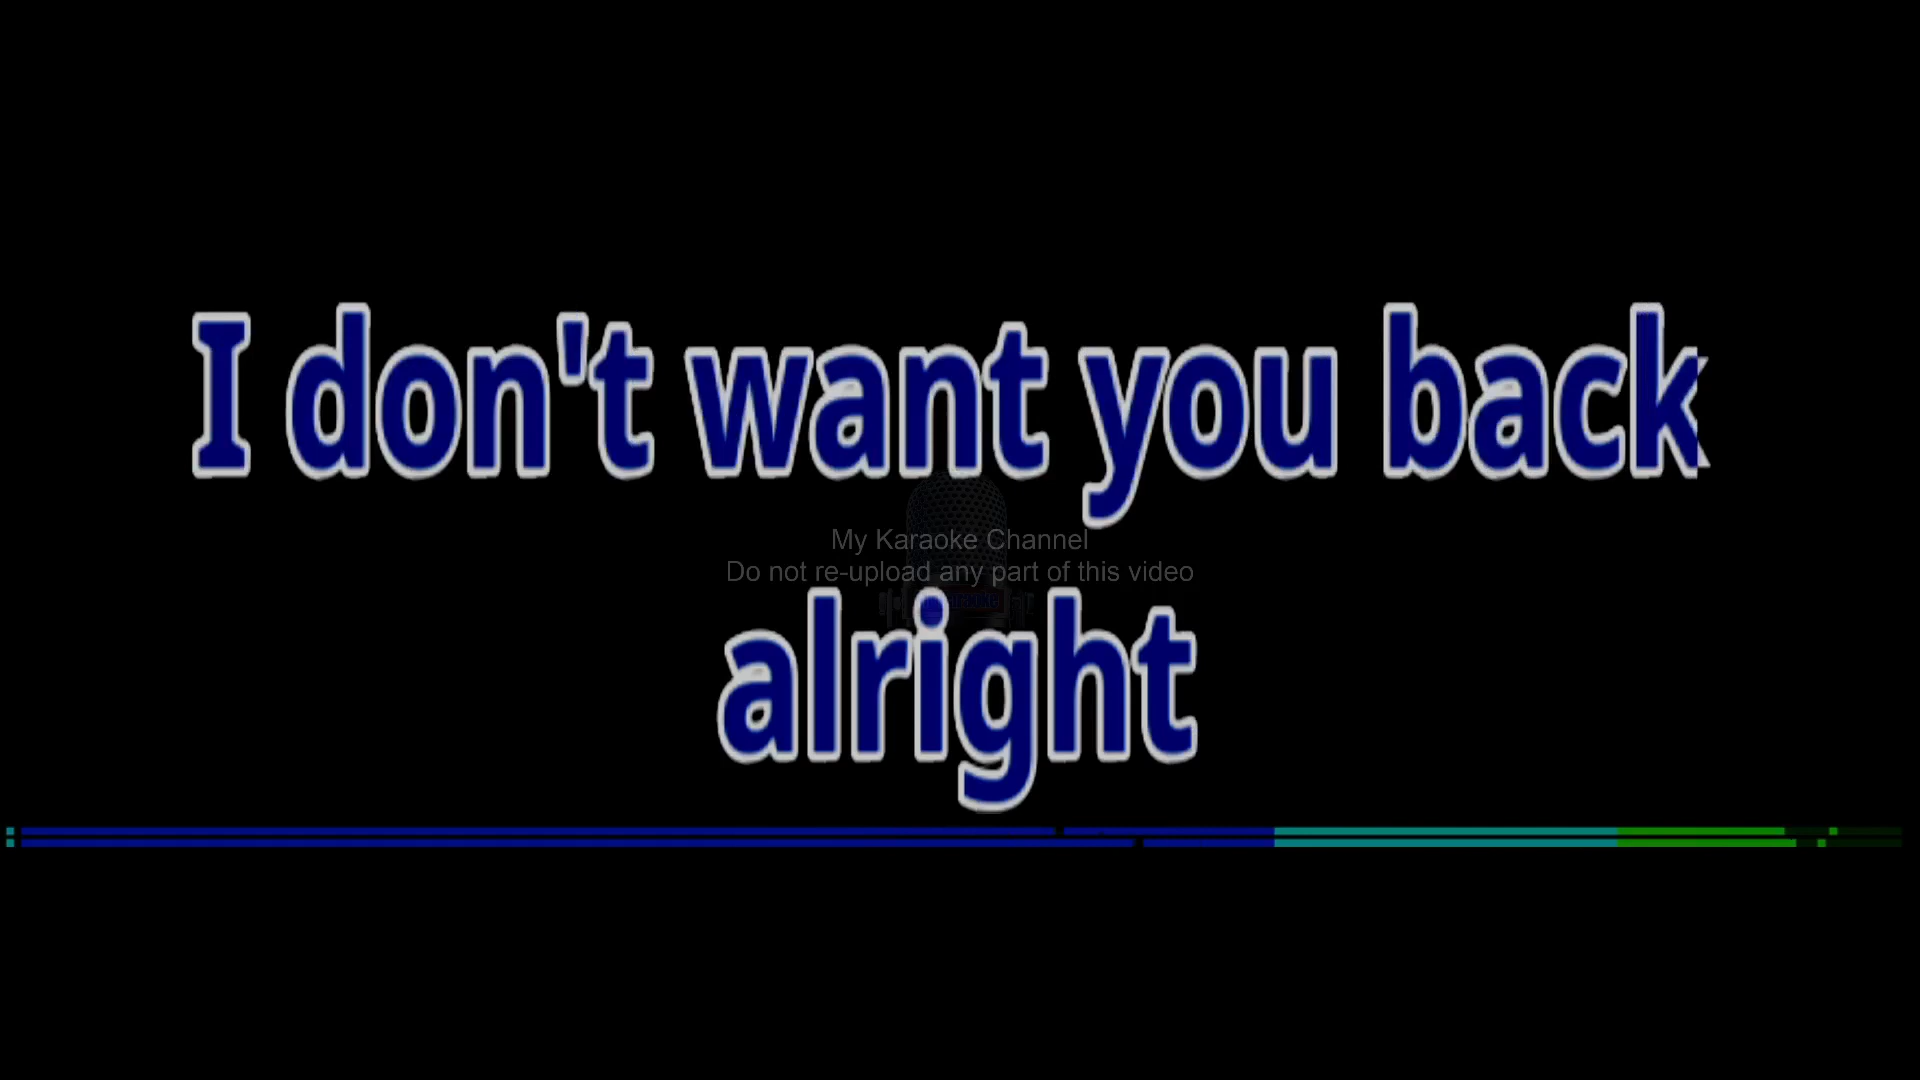 I don't want you back
My Karaoke Channel
Do not re-upload any part of this video
alright